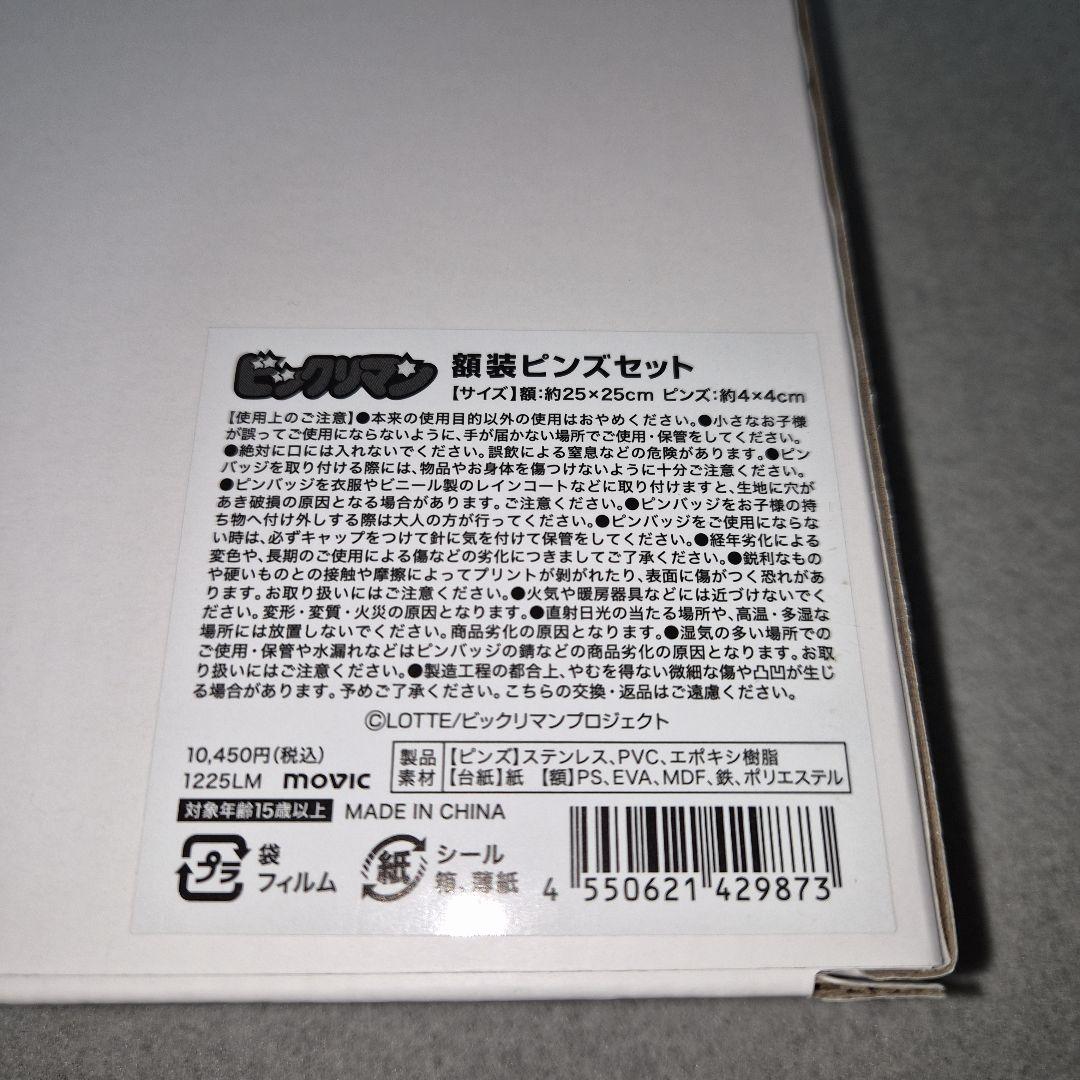 ビックリマン 額装ピンズセット
【サイズ】額:約25×25cm ピンズ:約4×4cm
【使用上のご注意】●本来の使用目的以外の使用はおやめください。●小さなお子様
が誤ってご使用にならないように、手が届かない場所でご使用・保管をしてください。
●絶対に口には入れないでください。誤飲による窒息などの危険があります。●ピン
バッジを取り付ける際には、物品やお身体を傷つけないように十分ご注意ください。
●ピンバッジを衣服やビニール製のレインコートなどに取り付けますと、生地に穴が
あき破損の原因となる場合があります。ご注意ください。●ピンバッジをお子様の持
ち物へ付け外しする際は大人の方が行ってください。●ピンバッジをご使用にならな
い時は、必ずキャップをつけて針に気を付けて保管をしてください。●経年劣化による
変色や、長期のご使用による傷などの劣化につきましてご了承ください。●鋭利なもの
や硬いものとの接触や摩擦によってプリントが剝がれたり、表面に傷がつく恐れがあ
ります。お取り扱いにはご注意ください。●火気や暖房器具などには近づけないでく
ださい。変形・変質・火災の原因となります。●直射日光の当たる場所や、高温・多湿な
場所には放置しないでください。商品劣化の原因となります。●湿気の多い場所での
ご使用・保管や水漏れなどはピンバッジの錆などの商品劣化の原因となります。お取
り扱いにはご注意ください。●製造工程の都合上、やむを得ない微細な傷や凸凹が生じ
る場合があります。予めご了承ください。こちらの交換・返品はご遠慮ください。
©LOTTE/ビックリマンプロジェクト
10,450円(税込)
1225LM movic
製品素材 【ピンズ】ステンレス、PVC、エポキシ樹脂
【台紙】紙 【額】PS、EVA、MDF、鉄、ポリエステル
対象年齢15歳以上 MADE IN CHINA
プラ 袋 フィルム
紙 シール 箱、薄紙
4 550621 429873